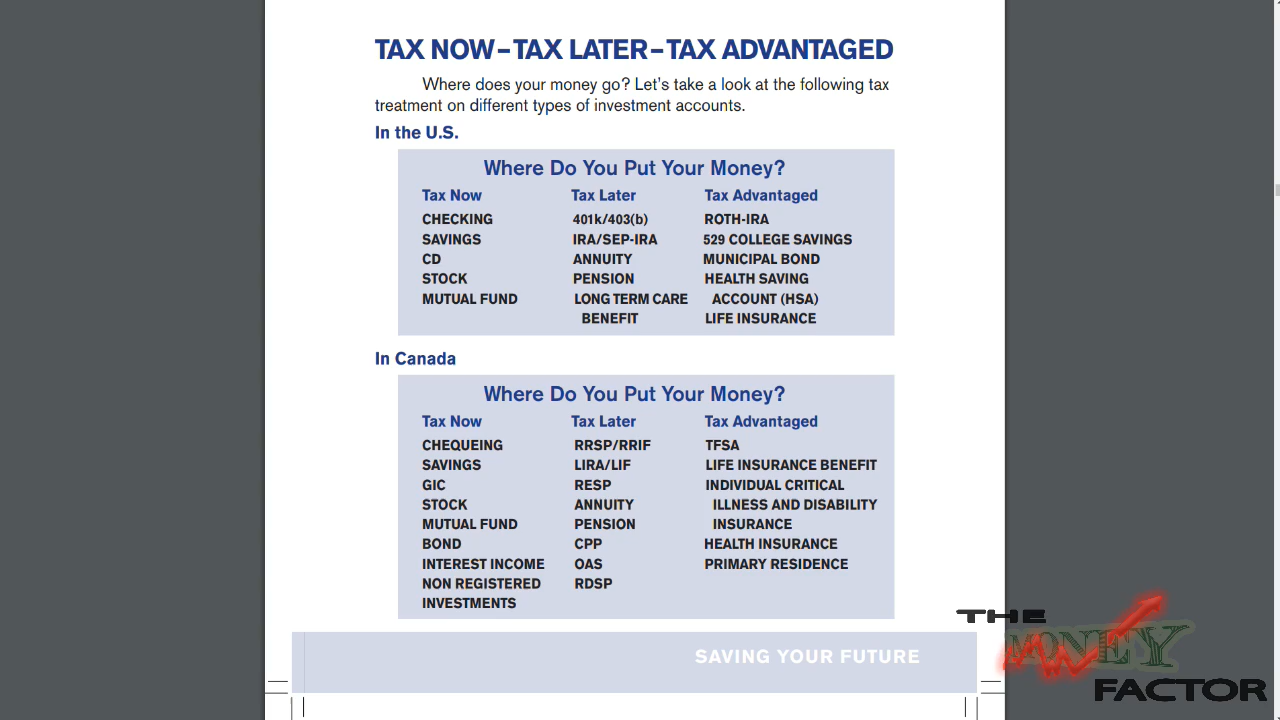 TAX NOW–TAX LATER–TAX ADVANTAGED
Where does your money go? Let's take a look at the following tax
treatment on different types of investment accounts.
In the U.S.
Where Do You Put Your Money?
Tax Now Tax Later Tax Advantaged
CHECKING 401k/403(b) ROTH-IRA
SAVINGS IRA/SEP-IRA 529 COLLEGE SAVINGS
CD ANNUITY MUNICIPAL BOND
STOCK PENSION HEALTH SAVING
MUTUAL FUND LONG TERM CARE ACCOUNT (HSA)
BENEFIT LIFE INSURANCE
In Canada
Where Do You Put Your Money?
Tax Now Tax Later Tax Advantaged
CHEQUEING RRSP/RRIF TFSA
SAVINGS LIRA/LIF LIFE INSURANCE BENEFIT
GIC RESP INDIVIDUAL CRITICAL
STOCK ANNUITY ILLNESS AND DISABILITY
MUTUAL FUND PENSION INSURANCE
BOND CPP HEALTH INSURANCE
INTEREST INCOME OAS PRIMARY RESIDENCE
NON REGISTERED RDSP
INVESTMENTS
SAVING YOUR FUTURE
THE
MONEY
FACTOR